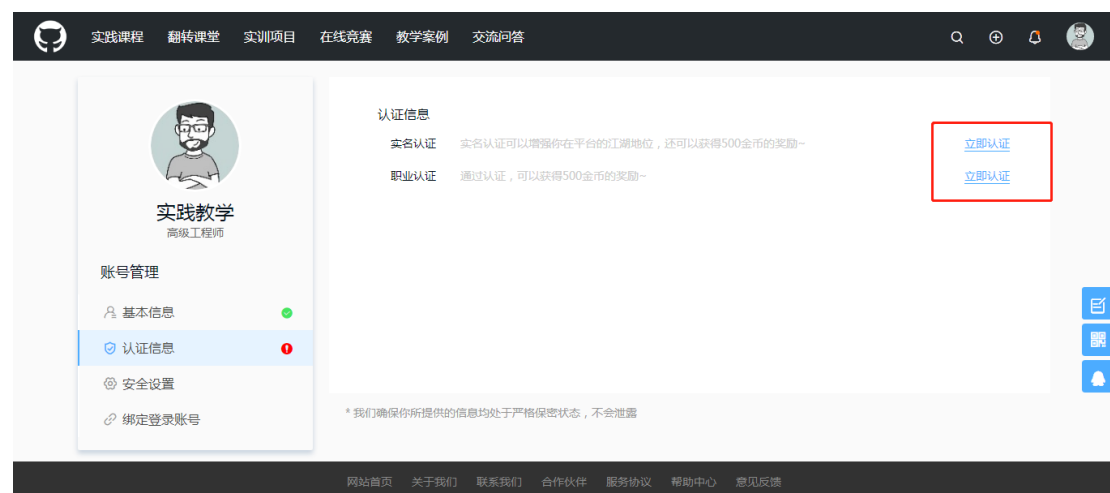 实践课程 翻转课堂 实训项目 在线竞赛 教学案例 交流问答
实践教学
高级工程师
账号管理
基本信息
认证信息
安全设置
绑定登录账号
认证信息
实名认证 实名认证可以增强你在平台的江湖地位，还可以获得500金币的奖励~ 立即认证
职业认证 通过认证，可以获得500金币的奖励~ 立即认证
* 我们确保你所提供的信息均处于严格保密状态，不会泄露
网站首页 关于我们 联系我们 合作伙伴 服务协议 帮助中心 意见反馈